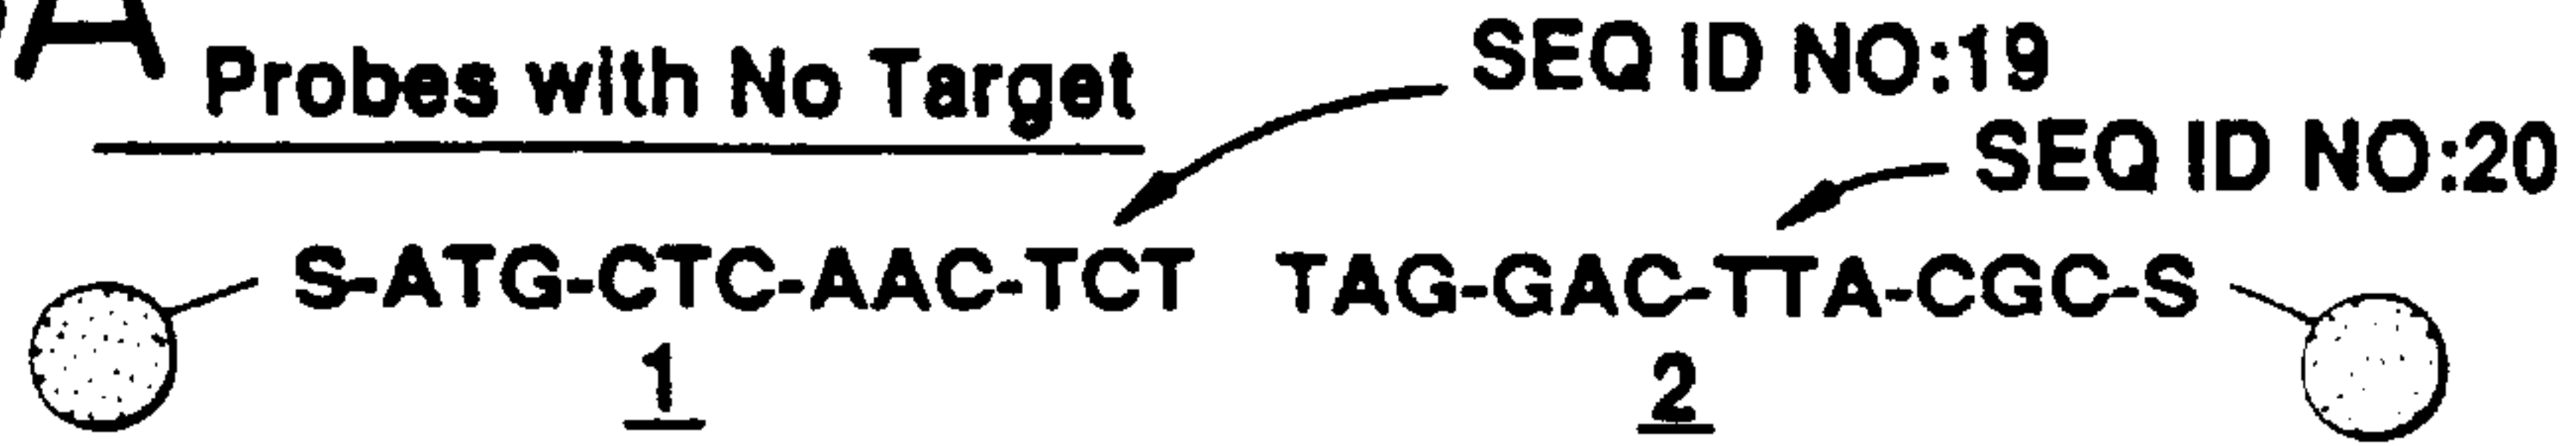 A
Probes with No Target
SEQ ID NO:19
SEQ ID NO:20
S-ATG-CTC-AAC-TCT TAG-GAC-TTA-CGC-S
1 2